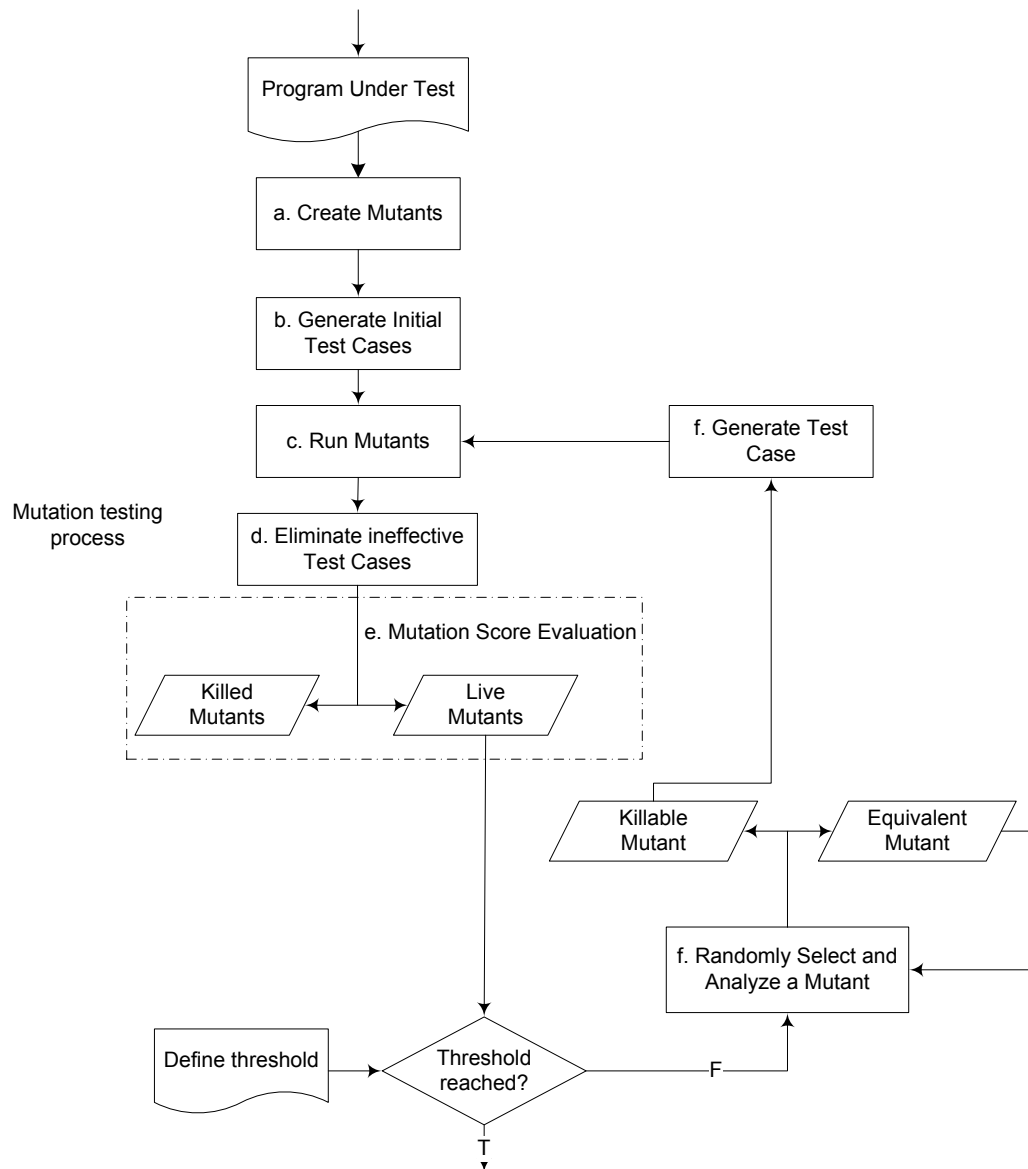 Program Under Test
a. Create Mutants
b. Generate Initial
Test Cases
c. Run Mutants
f. Generate Test
Case
Mutation testing
process
d. Eliminate ineffective
Test Cases
e. Mutation Score Evaluation
Killed
Mutants
Live
Mutants
Killable
Mutant
Equivalent
Mutant
f. Randomly Select and
Analyze a Mutant
Define threshold
Threshold
reached?
F
T